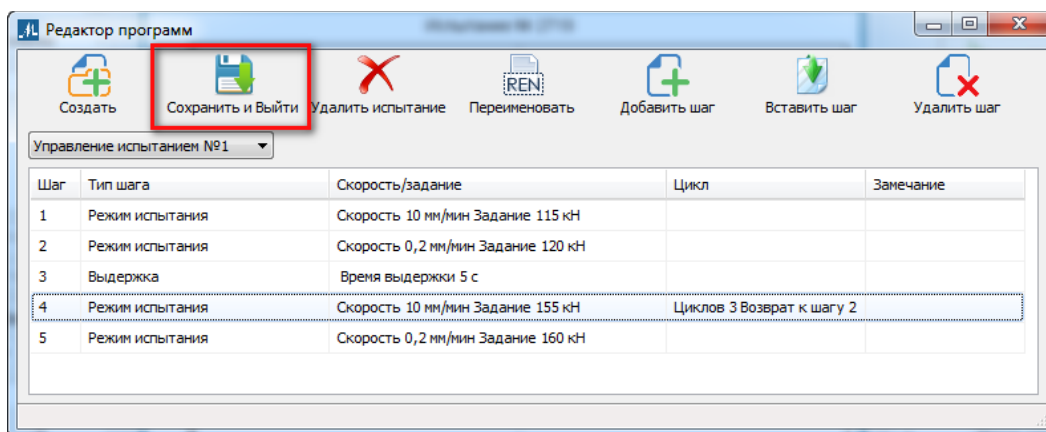 Редактор программ
REN
Создать Сохранить и Выйти Удалить испытание Переименовать Добавить шаг Вставить шаг Удалить шаг
Управление испытанием №1
Шаг Тип шага Скорость/задание Цикл Замечание
1 Режим испытания Скорость 10 мм/мин Задание 115 кН
2 Режим испытания Скорость 0,2 мм/мин Задание 120 кН
3 Выдержка Время выдержки 5 с
4 Режим испытания Скорость 10 мм/мин Задание 155 кН Циклов 3 Возврат к шагу 2
5 Режим испытания Скорость 0,2 мм/мин Задание 160 кН